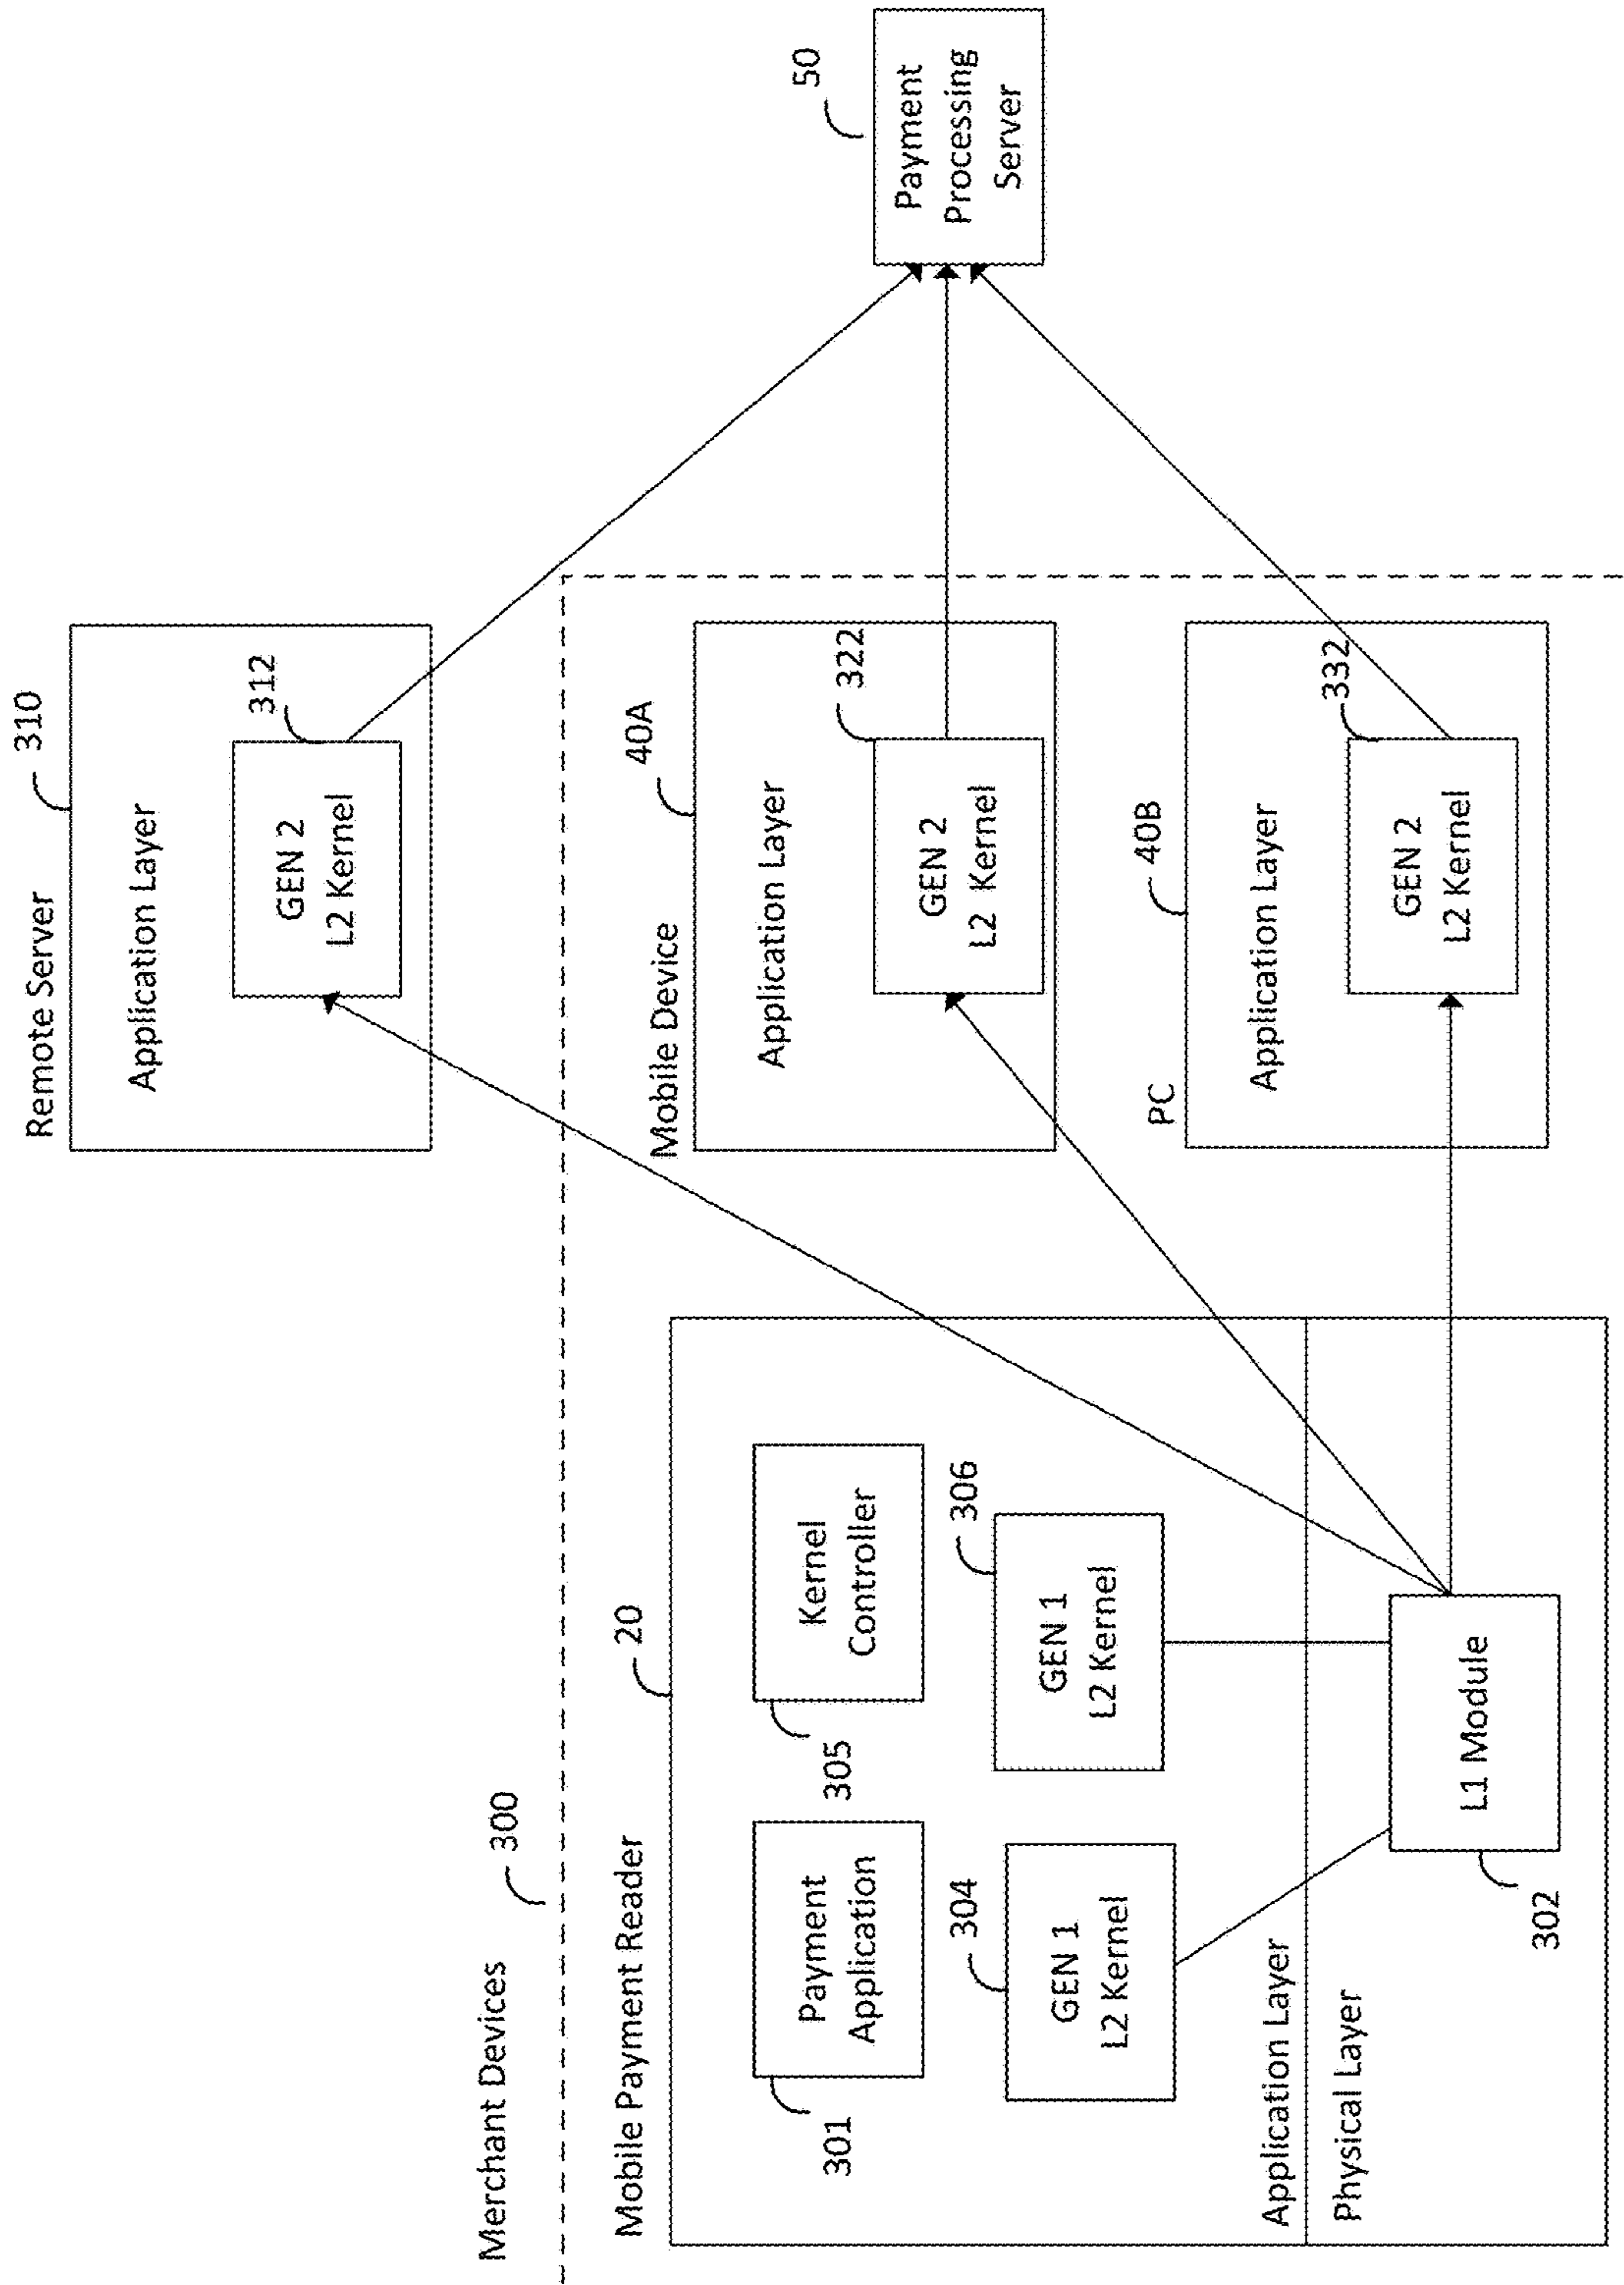 Merchant Devices
300
Mobile Payment Reader
20
301
Payment
Application
305
Kernel
Controller
304
GEN 1
L2 Kernel
306
GEN 1
L2 Kernel
Application Layer
Physical Layer
L1 Module
302
Remote Server
310
Application Layer
312
GEN 2
L2 Kernel
Mobile Device
40A
Application Layer
322
GEN 2
L2 Kernel
PC
40B
Application Layer
332
GEN 2
L2 Kernel
50
Payment
Processing
Server